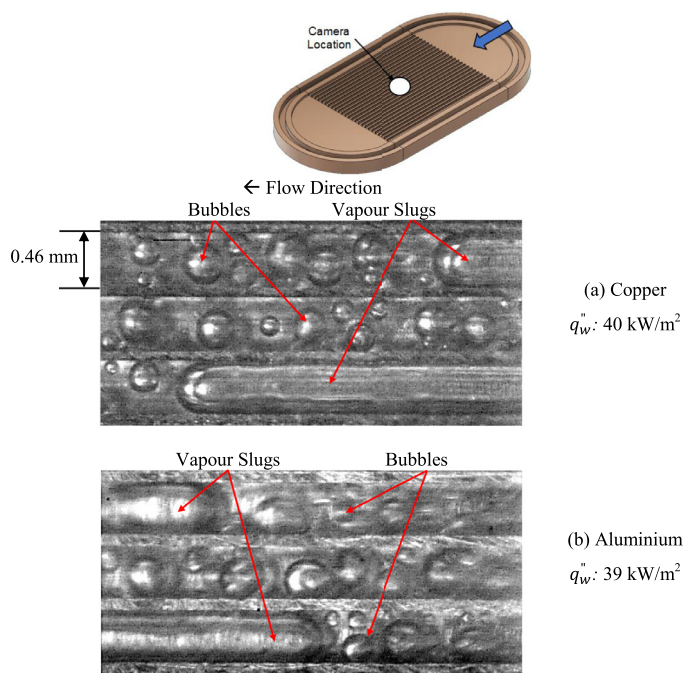 Camera
Location
← Flow Direction
Bubbles Vapour Slugs
0.46 mm
(a) Copper
q"w: 40 kW/m²
Vapour Slugs Bubbles
(b) Aluminium
q"w: 39 kW/m²